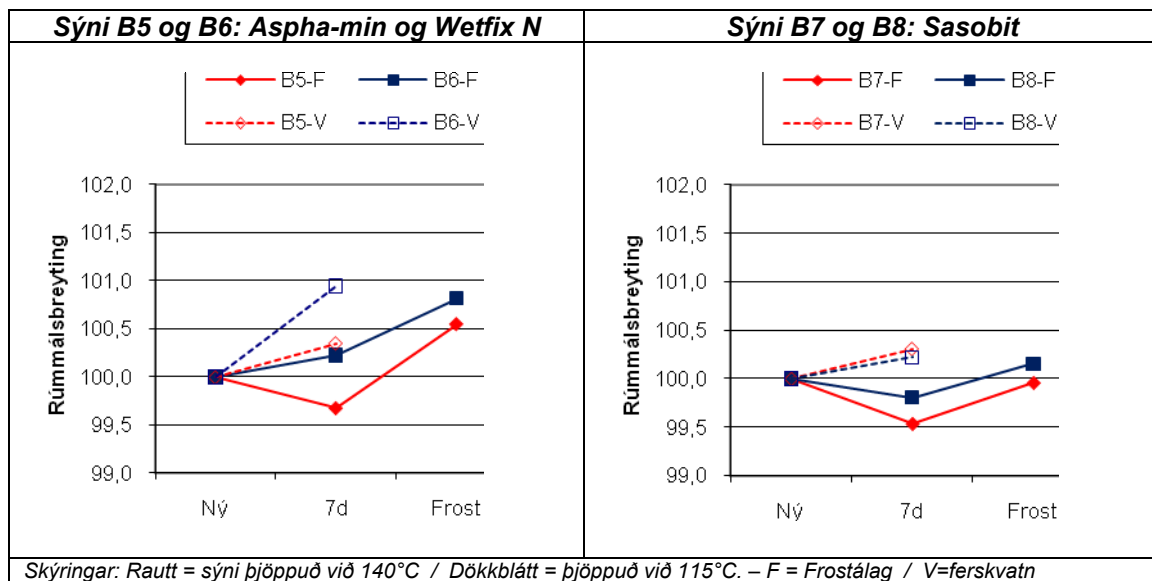 Sýni B5 og B6: Aspha-min og Wetfix N
B5-F B6-F
B5-V B6-V
Rúmmálsbreyting
102,0
101,5
101,0
100,5
100,0
99,5
99,0
Ný 7d Frost
Sýni B7 og B8: Sasobit
B7-F B8-F
B7-V B8-V
Rúmmálsbreyting
102,0
101,5
101,0
100,5
100,0
99,5
99,0
Ný 7d Frost
Skýringar: Rautt = sýni þjöppuð við 140°C / Dökkblátt = þjöppuð við 115°C. – F = Frostálag / V=ferskvatn